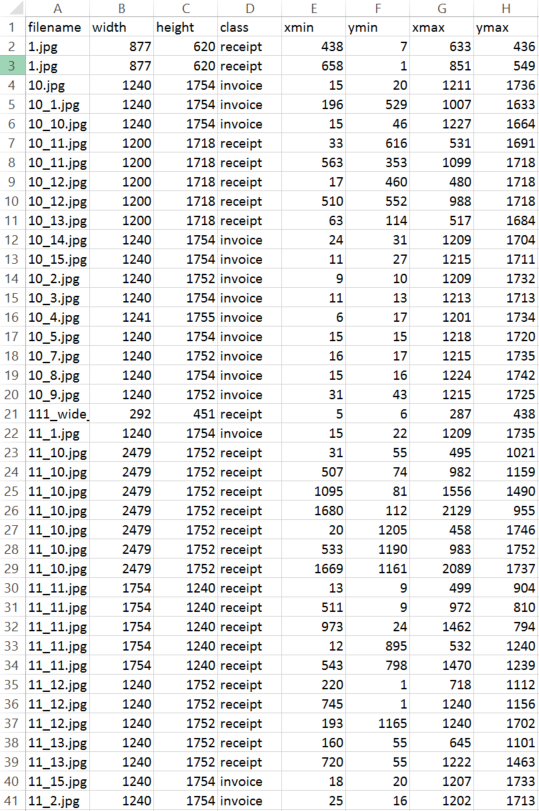 A B C D E F G H
1 filename width height class xmin ymin xmax ymax
2 1.jpg 877 620 receipt 438 7 633 436
3 1.jpg 877 620 receipt 658 1 851 549
4 10.jpg 1240 1754 invoice 15 20 1211 1736
5 10_1.jpg 1240 1754 invoice 196 529 1007 1633
6 10_10.jpg 1240 1754 invoice 15 46 1227 1664
7 10_11.jpg 1200 1718 receipt 33 616 531 1691
8 10_11.jpg 1200 1718 receipt 563 353 1099 1718
9 10_12.jpg 1200 1718 receipt 17 460 480 1718
10 10_12.jpg 1200 1718 receipt 510 552 988 1718
11 10_13.jpg 1200 1718 receipt 63 114 517 1684
12 10_14.jpg 1240 1754 invoice 24 31 1209 1704
13 10_15.jpg 1240 1754 invoice 11 27 1215 1711
14 10_2.jpg 1240 1752 invoice 9 10 1209 1732
15 10_3.jpg 1240 1754 invoice 11 13 1213 1713
16 10_4.jpg 1241 1755 invoice 6 17 1201 1734
17 10_5.jpg 1240 1754 invoice 15 15 1218 1720
18 10_7.jpg 1240 1752 invoice 16 17 1215 1735
19 10_8.jpg 1240 1754 invoice 15 16 1224 1742
20 10_9.jpg 1240 1752 invoice 31 43 1215 1725
21 111_wide_ 292 451 receipt 5 6 287 438
22 11_1.jpg 1240 1754 invoice 15 22 1209 1735
23 11_10.jpg 2479 1752 receipt 31 55 495 1021
24 11_10.jpg 2479 1752 receipt 507 74 982 1159
25 11_10.jpg 2479 1752 receipt 1095 81 1556 1490
26 11_10.jpg 2479 1752 receipt 1680 112 2129 955
27 11_10.jpg 2479 1752 receipt 20 1205 458 1746
28 11_10.jpg 2479 1752 receipt 533 1190 983 1752
29 11_10.jpg 2479 1752 receipt 1669 1161 2089 1737
30 11_11.jpg 1754 1240 receipt 13 9 499 904
31 11_11.jpg 1754 1240 receipt 511 9 972 810
32 11_11.jpg 1754 1240 receipt 973 24 1462 794
33 11_11.jpg 1754 1240 receipt 12 895 532 1240
34 11_11.jpg 1754 1240 receipt 543 798 1470 1239
35 11_12.jpg 1240 1752 receipt 220 1 718 1112
36 11_12.jpg 1240 1752 receipt 745 1 1240 1156
37 11_12.jpg 1240 1752 receipt 193 1165 1240 1702
38 11_13.jpg 1240 1752 receipt 160 55 645 1101
39 11_13.jpg 1240 1752 receipt 720 55 1222 1463
40 11_15.jpg 1240 1754 invoice 18 20 1207 1733
41 11_2.jpg 1240 1754 invoice 25 16 1202 1713